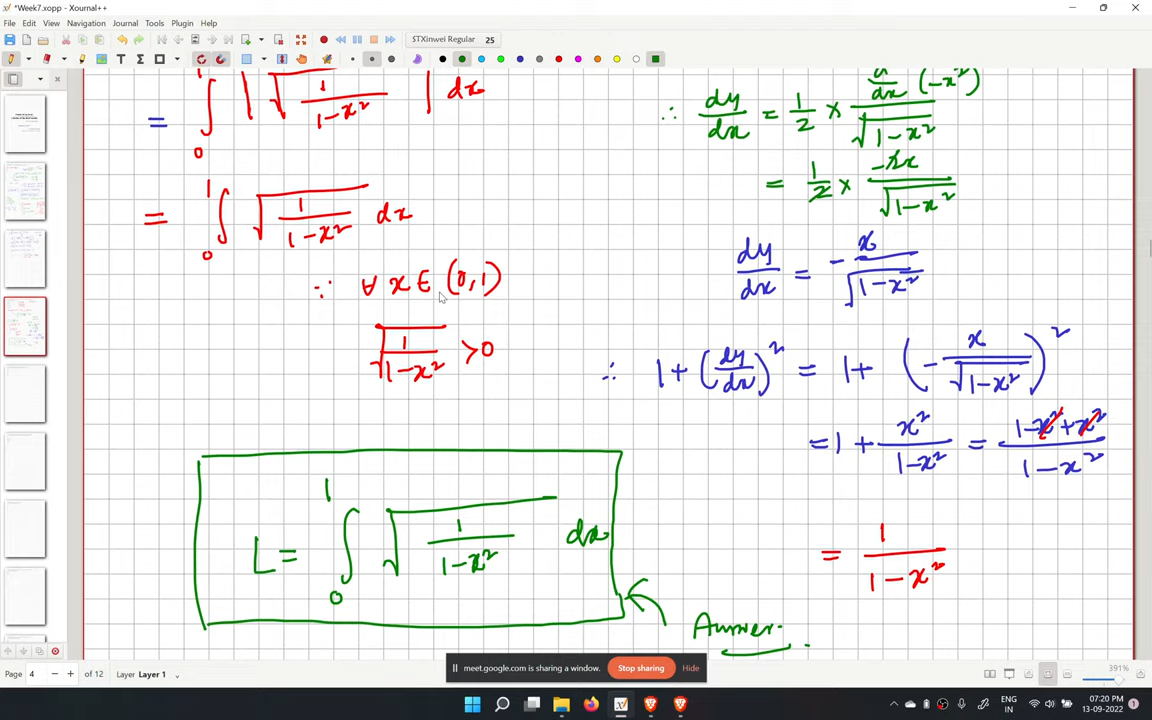 *Week7.xopp - Xournal++
File Edit View Navigation Journal Tools Plugin Help
STXinwei Regular 25
= ∫₀¹ |√(1/(1-x²))| dx
= ∫₀¹ √(1/(1-x²)) dx
∵ ∀ x ∈ (0,1)
√(1/(1-x²)) >0
L = ∫₀¹ √(1/(1-x²)) dx
∴ dy/dx = 1/2 × (d/dx (-x²))/√(1-x²)
= 1/2 × (-2x)/√(1-x²)
dy/dx = - x/√(1-x²)
∴ 1+(dy/dx)² = 1+ (- x/√(1-x²))²
= 1 + x²/(1-x²) = (1-x²+x²)/(1-x²)
= 1/(1-x²)
Answer.
meet.google.com is sharing a window. Stop sharing Hide
Page 4 of 12 Layer Layer 1 391%
ENG 07:20 PM
IN 13-09-2022